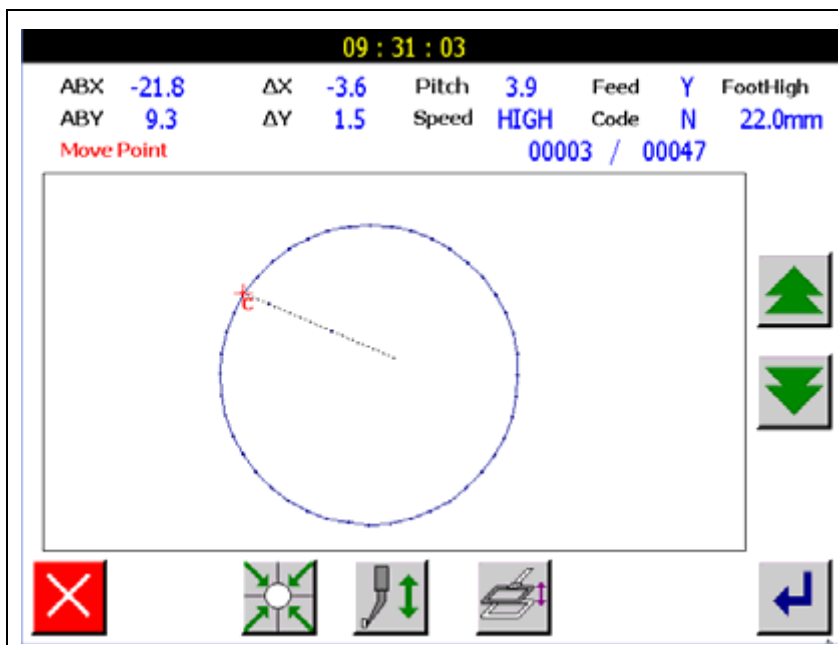 09 : 31 : 03
ABX -21.8 ΔX -3.6 Pitch 3.9 Feed Y FootHigh
ABY 9.3 ΔY 1.5 Speed HIGH Code N 22.0mm
Move Point 00003 / 00047
C